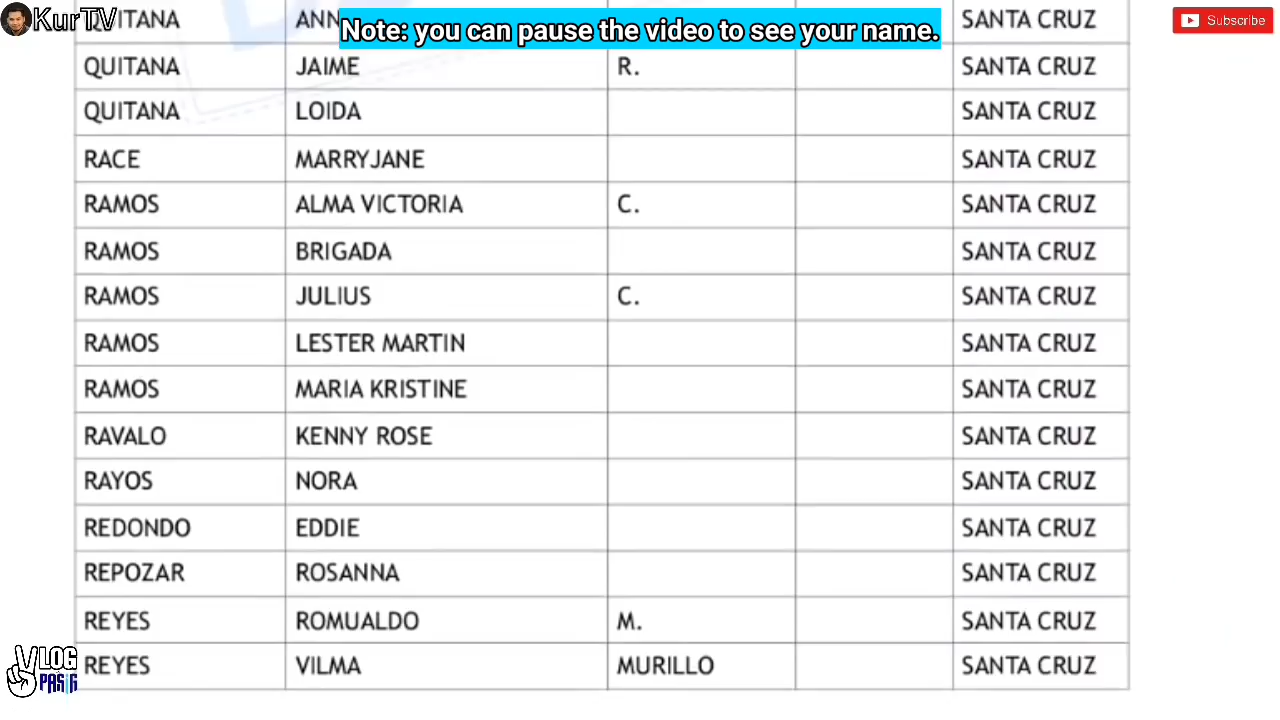 KurTV
Note: you can pause the video to see your name.
Subscribe
QUITANA SANTA CRUZ
QUITANA JAIME R. SANTA CRUZ
QUITANA LOIDA SANTA CRUZ
RACE MARRYJANE SANTA CRUZ
RAMOS ALMA VICTORIA C. SANTA CRUZ
RAMOS BRIGADA SANTA CRUZ
RAMOS JULIUS C. SANTA CRUZ
RAMOS LESTER MARTIN SANTA CRUZ
RAMOS MARIA KRISTINE SANTA CRUZ
RAVALO KENNY ROSE SANTA CRUZ
RAYOS NORA SANTA CRUZ
REDONDO EDDIE SANTA CRUZ
REPOZAR ROSANNA SANTA CRUZ
REYES ROMUALDO M. SANTA CRUZ
REYES VILMA MURILLO SANTA CRUZ
VLOG
PASIG